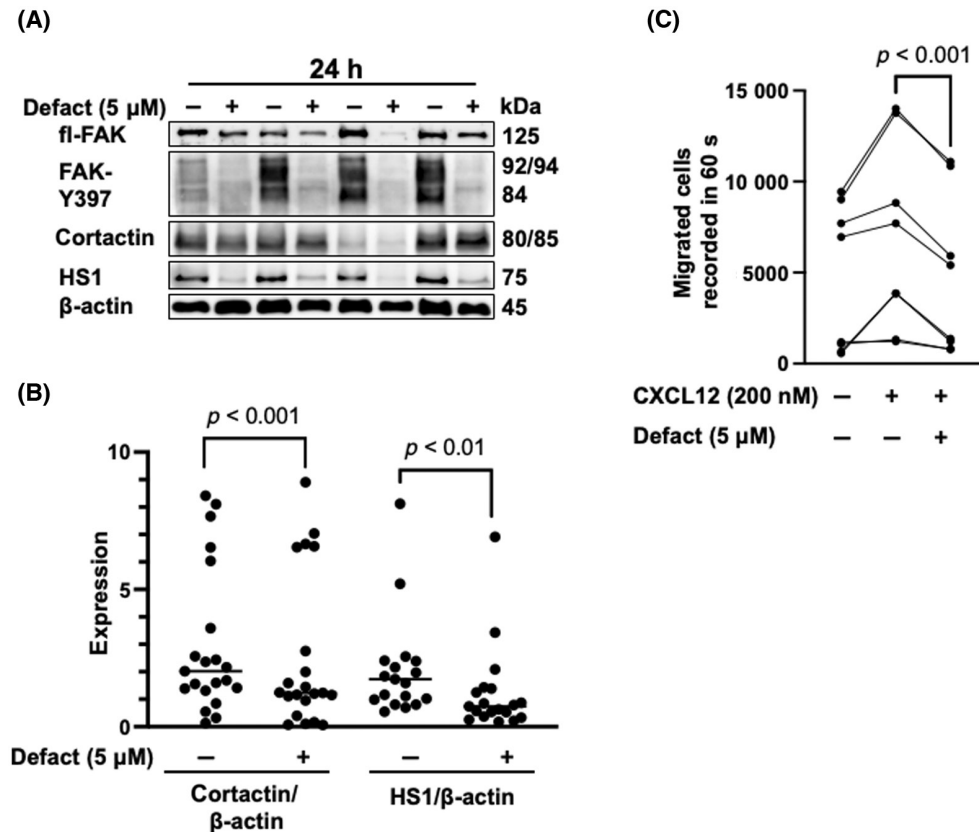 (A)
24 h
Defact (5 µM) – + – + – + – + kDa
fl-FAK 125
FAK- 92/94
Y397 84
Cortactin 80/85
HS1 75
β-actin 45
(B)
p < 0.001
p < 0.01
10
5
0
Expression
Defact (5 µM) – + – +
Cortactin/
β-actin
HS1/β-actin
(C)
p < 0.001
15 000
10 000
5000
0
Migrated cells
recorded in 60 s
CXCL12 (200 nM) – + +
Defact (5 µM) – – +